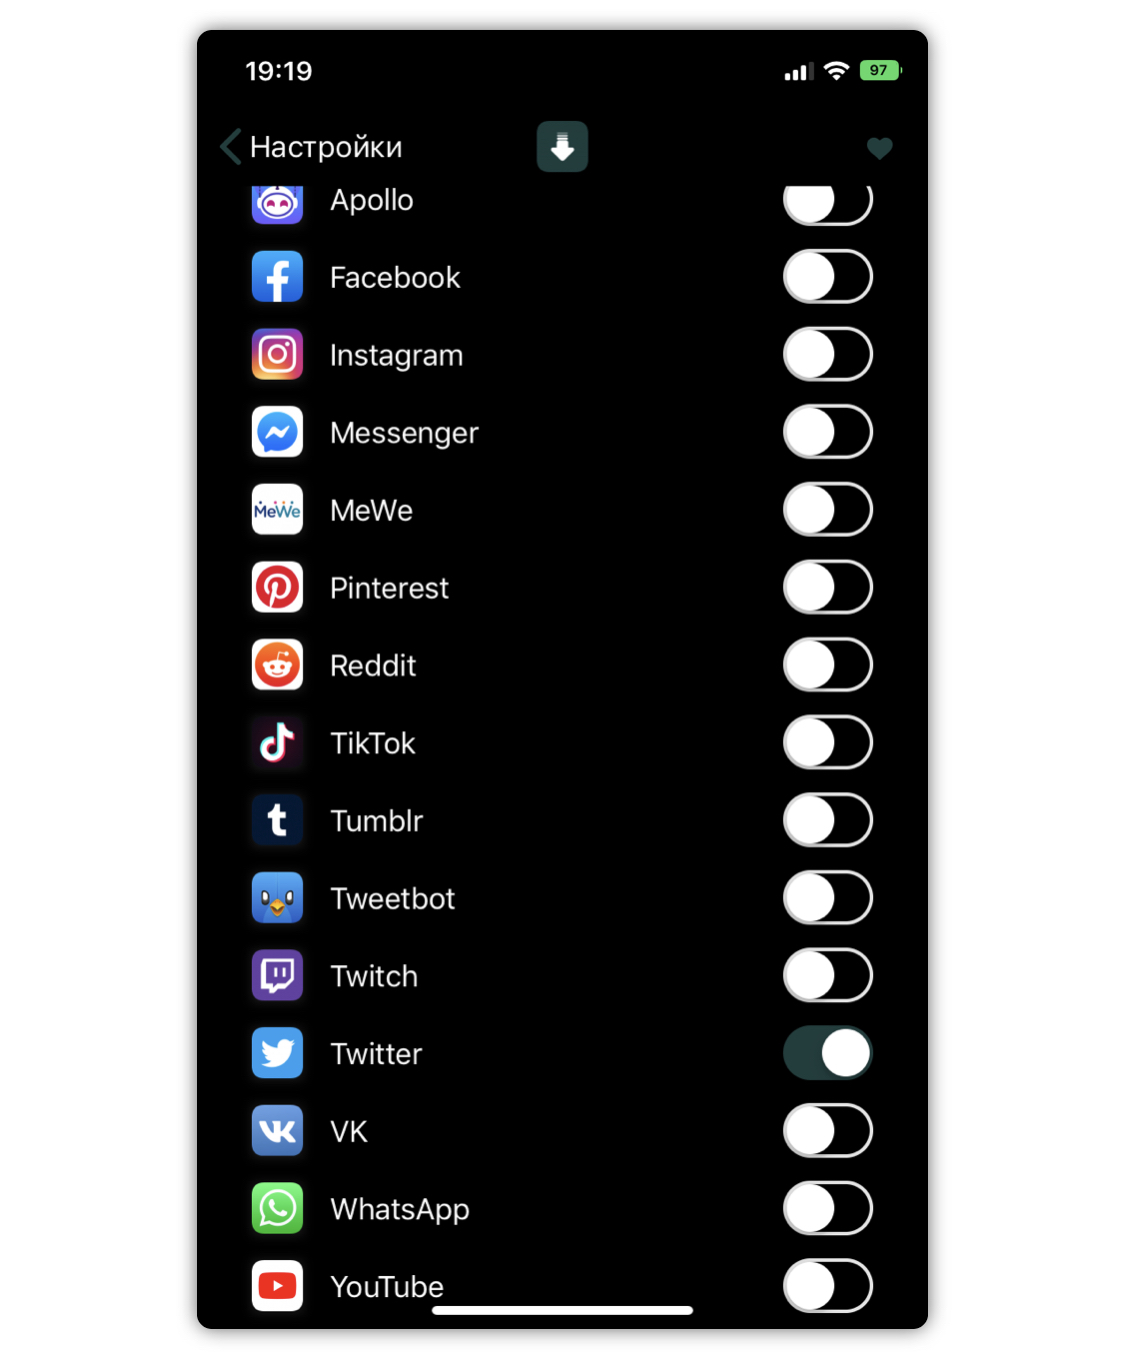 19:19
97
Настройки
Apollo
Facebook
Instagram
Messenger
MeWe
MeWe
Pinterest
Reddit
TikTok
Tumblr
Tweetbot
Twitch
Twitter
VK
WhatsApp
YouTube